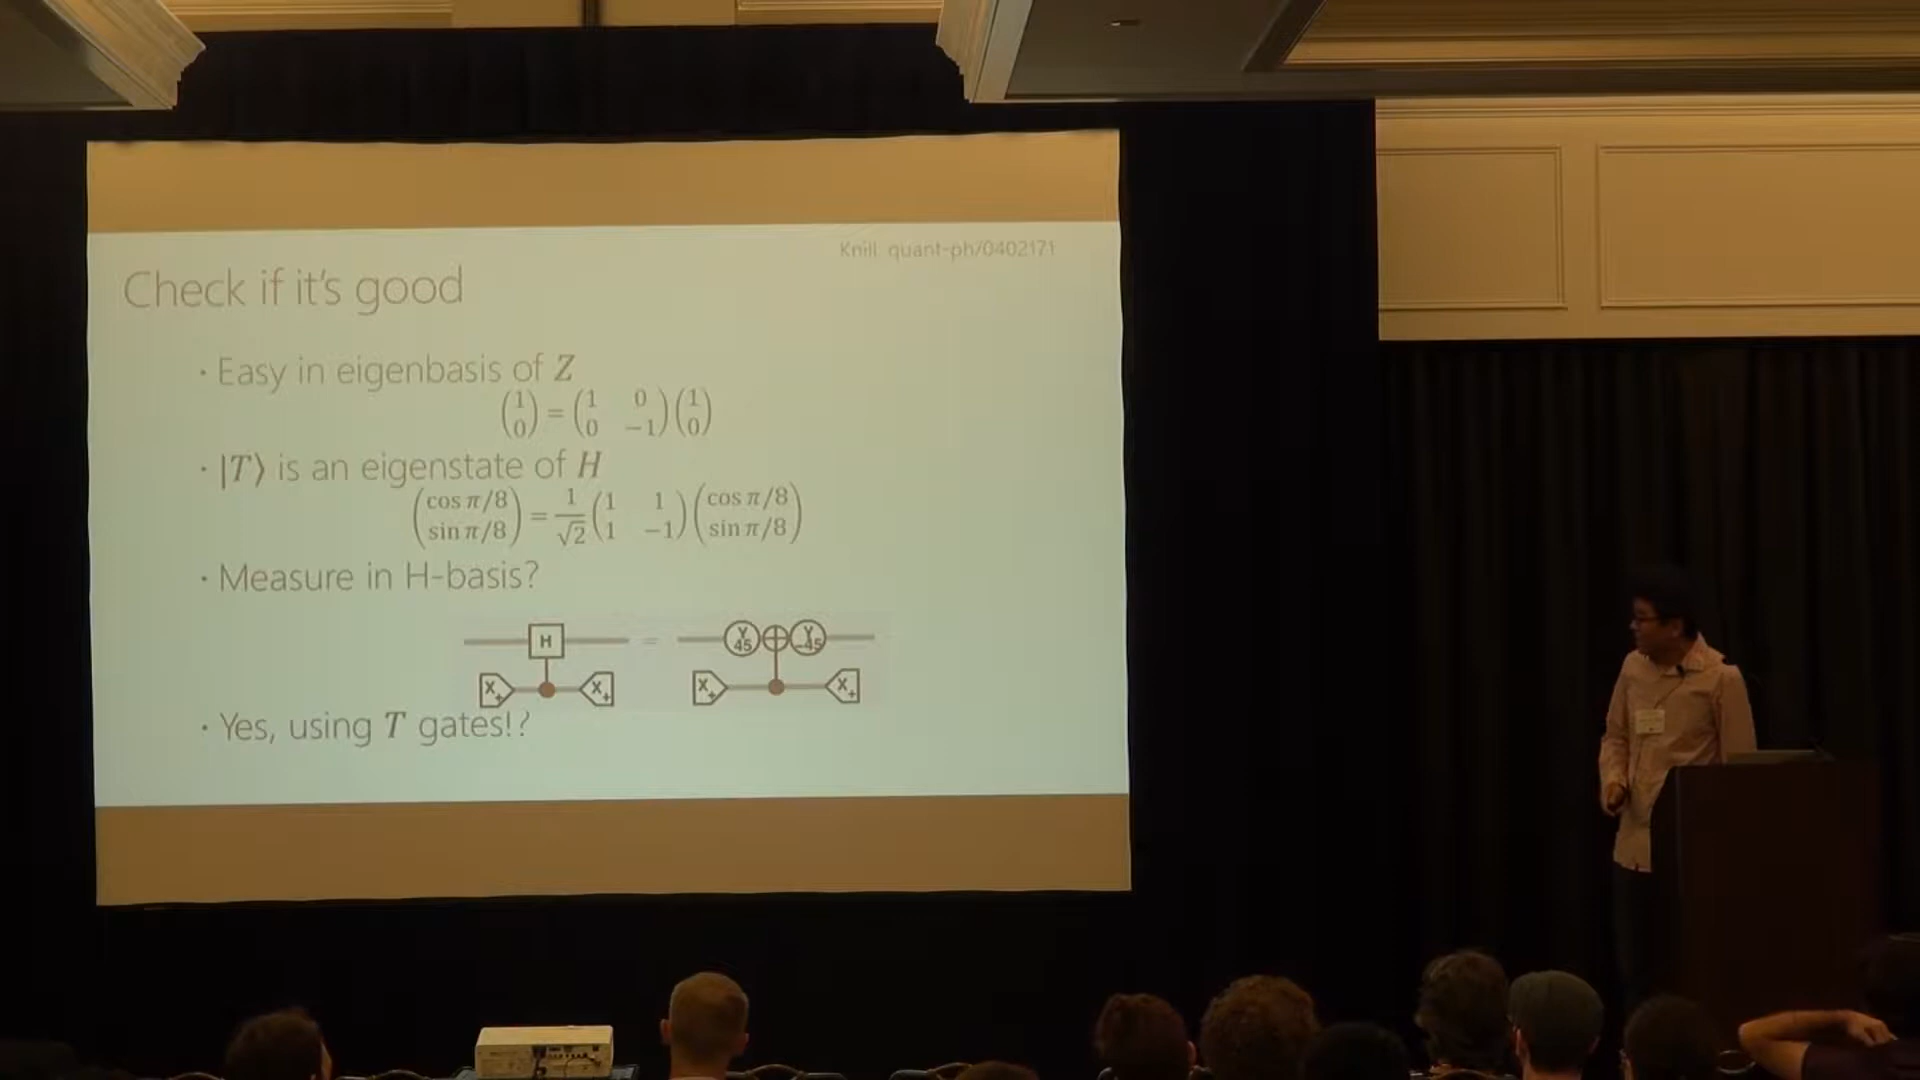 Knill quant-ph/0402171
Check if it's good
· Easy in eigenbasis of Z
(1 0) = (1 0 0 −1)(1 0)
· |T⟩ is an eigenstate of H
(cos π/8 sin π/8) = 1/√2 (1 1 1 −1)(cos π/8 sin π/8)
· Measure in H-basis?
H = Y 45 Y −45
X+ X+ X+ X+
· Yes, using T gates!?